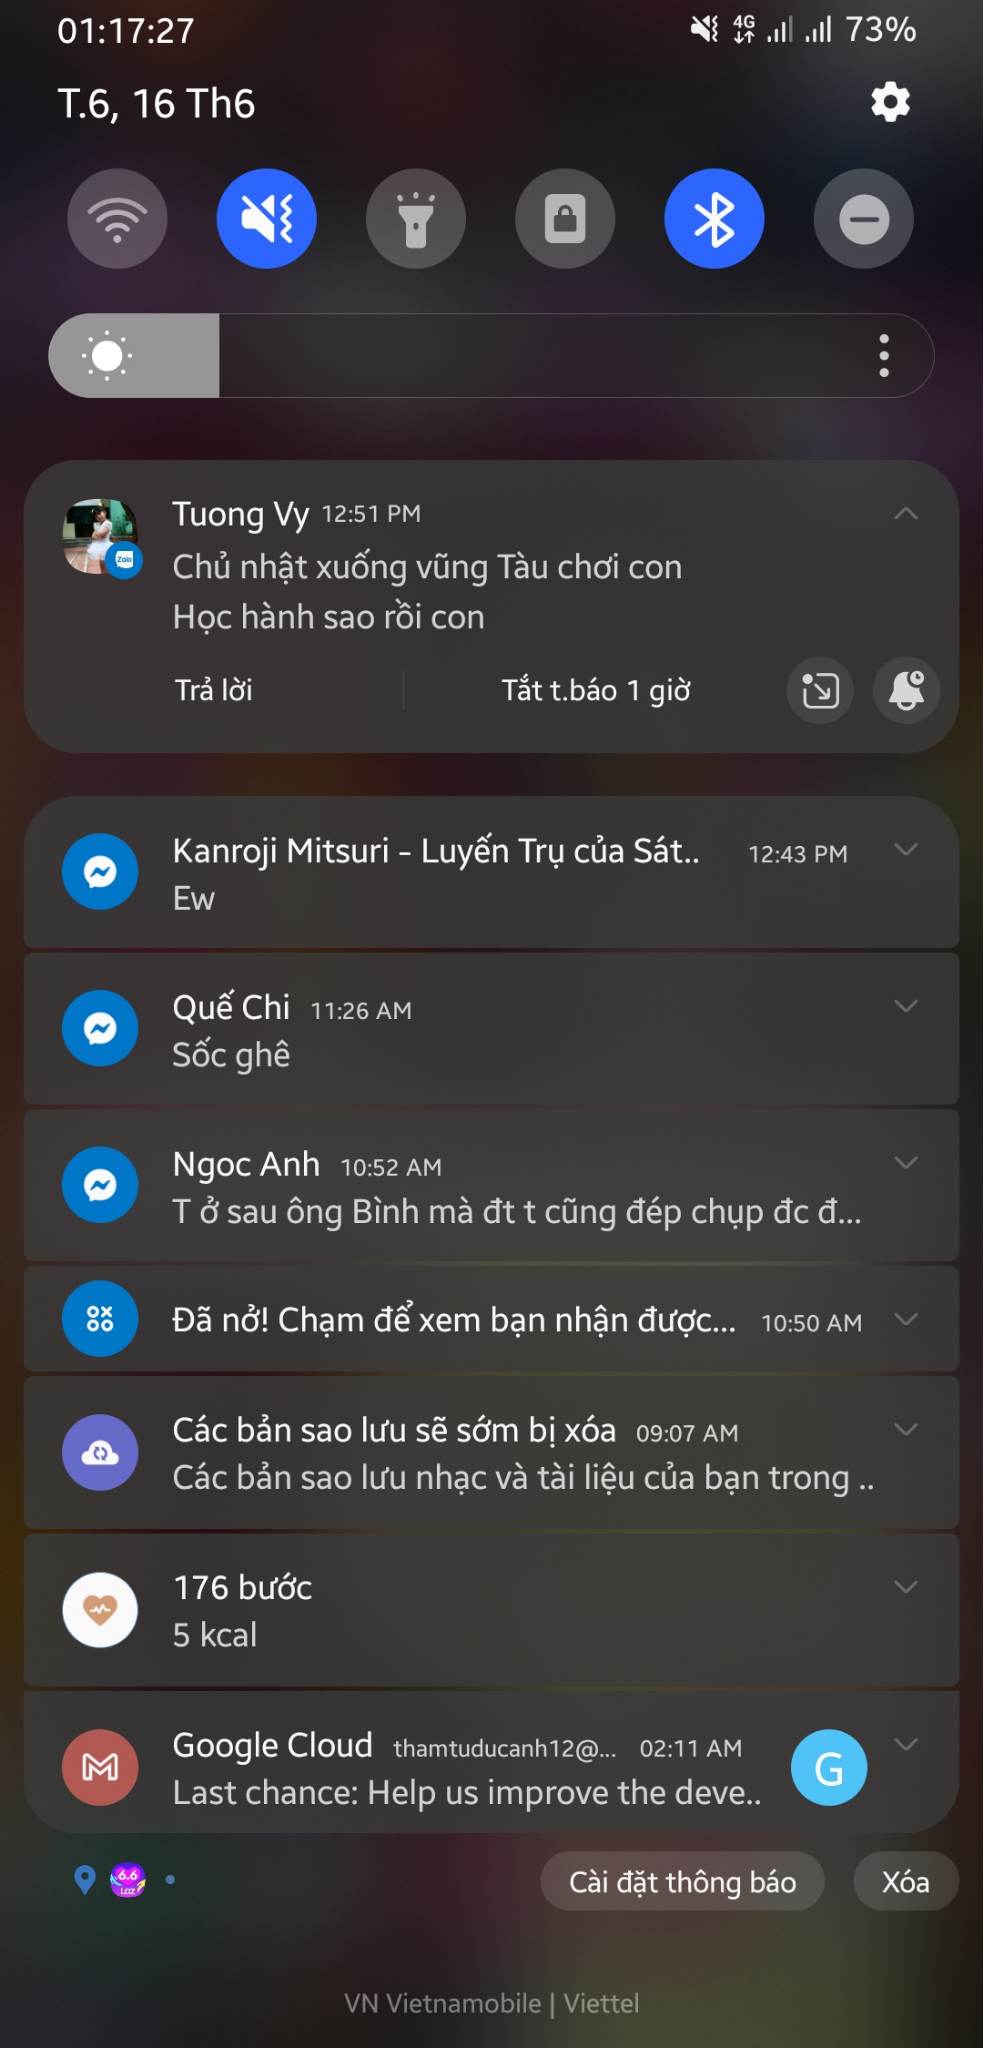 01:17:27
4G 73%
T.6, 16 Th6
Tuong Vy 12:51 PM
Zalo
Chủ nhật xuống vũng Tàu chơi con
Học hành sao rồi con
Trả lời Tắt t.báo 1 giờ
Kanroji Mitsuri - Luyến Trụ của Sát.. 12:43 PM
Ew
Quế Chi 11:26 AM
Sốc ghê
Ngoc Anh 10:52 AM
T ở sau ông Bình mà đt t cũng đép chụp đc đ...
Đã nở! Chạm để xem bạn nhận được... 10:50 AM
Các bản sao lưu sẽ sớm bị xóa 09:07 AM
Các bản sao lưu nhạc và tài liệu của bạn trong ..
176 bước
5 kcal
Google Cloud thamtuducanh12@... 02:11 AM
G
Last chance: Help us improve the deve..
6.6
LAZ
Cài đặt thông báo Xóa
VN Vietnamobile | Viettel